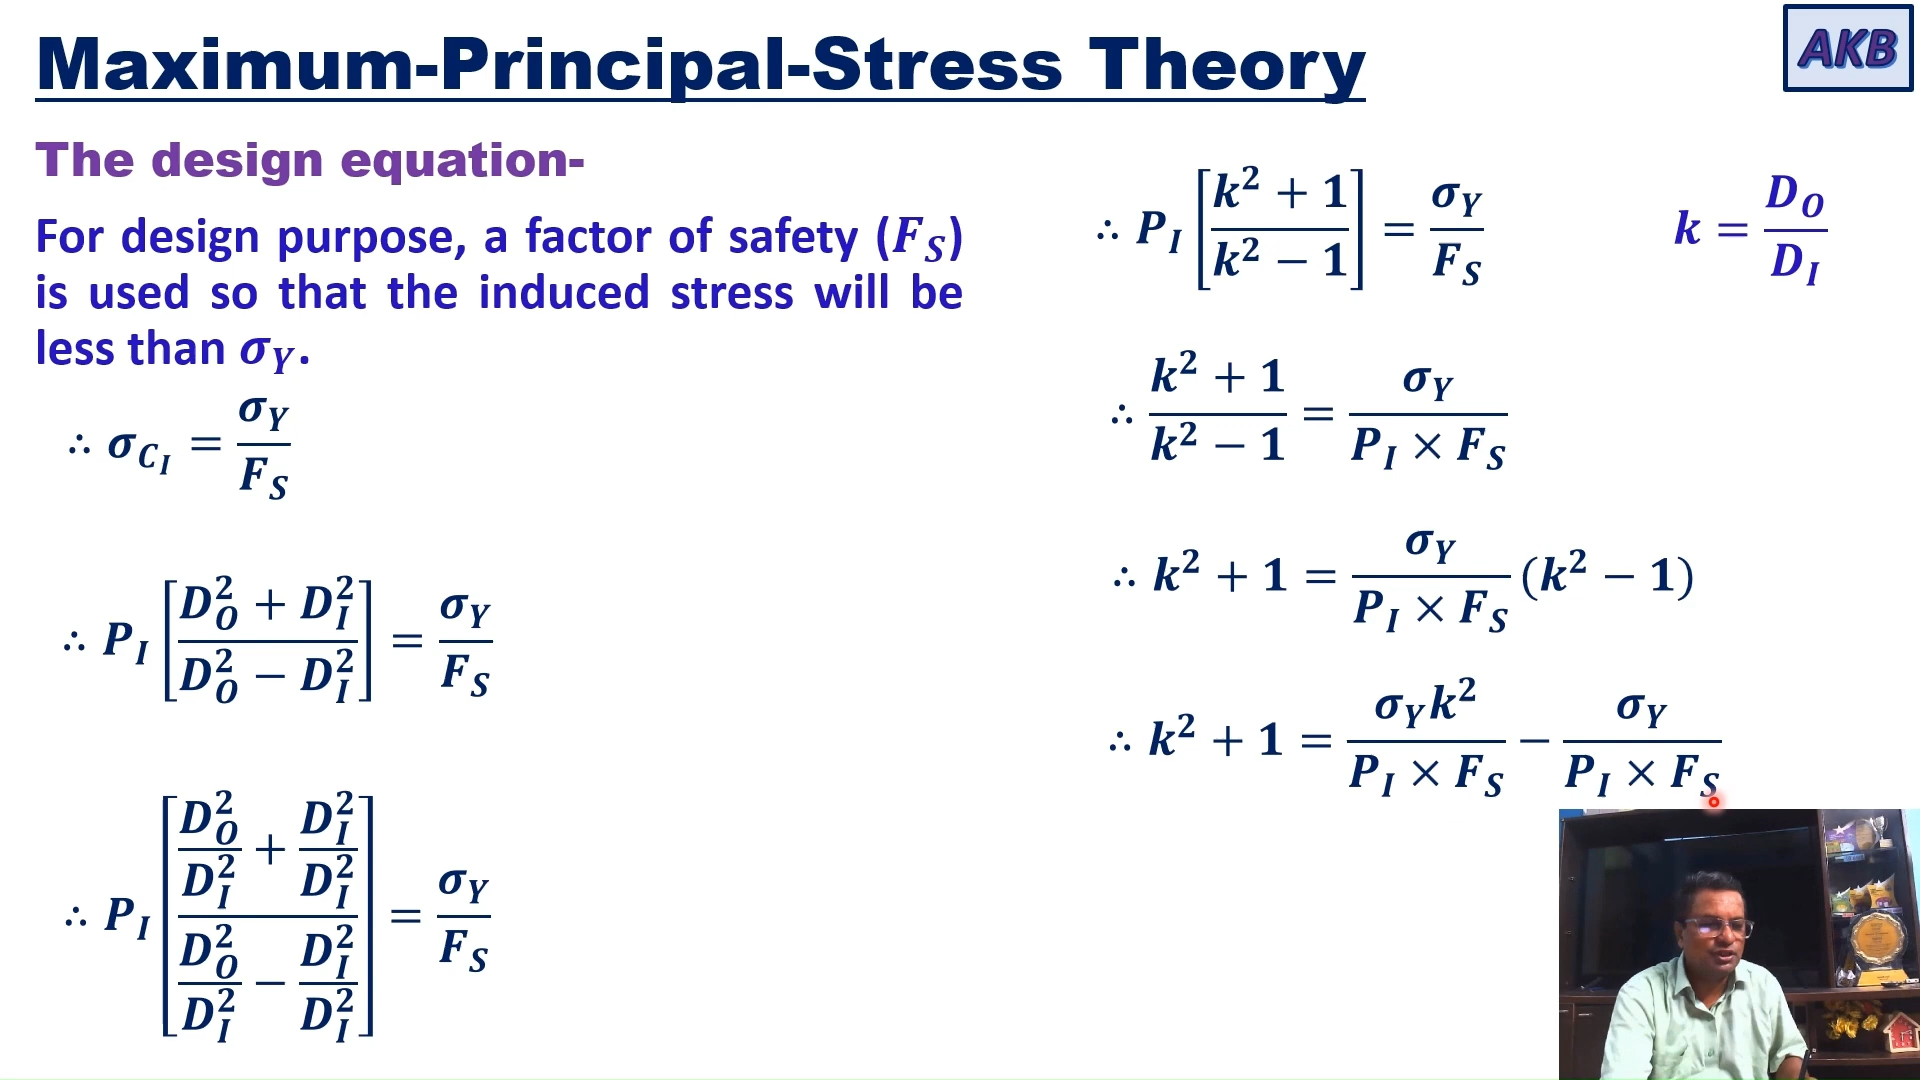 Maximum-Principal-Stress Theory
AKB
The design equation-
For design purpose, a factor of safety (F_S)
is used so that the induced stress will be
less than σ_Y.
∴ σ_{C_I} = σ_Y / F_S
∴ P_I [(D_O^2 + D_I^2) / (D_O^2 − D_I^2)] = σ_Y / F_S
∴ P_I [(D_O^2/D_I^2 + D_I^2/D_I^2) / (D_O^2/D_I^2 − D_I^2/D_I^2)] = σ_Y / F_S
∴ P_I [(k^2 + 1) / (k^2 − 1)] = σ_Y / F_S
k = D_O / D_I
∴ (k^2 + 1) / (k^2 − 1) = σ_Y / (P_I × F_S)
∴ k^2 + 1 = σ_Y / (P_I × F_S) (k^2 − 1)
∴ k^2 + 1 = σ_Y k^2 / (P_I × F_S) − σ_Y / (P_I × F_S)